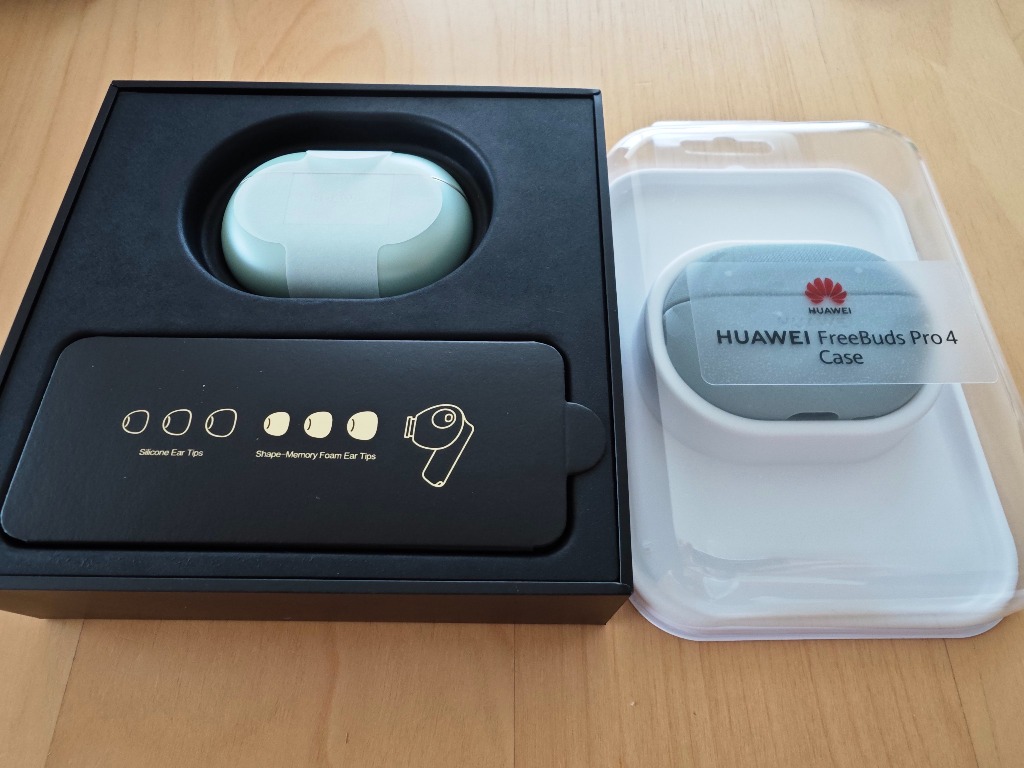 Silicone Ear Tips
Shape-Memory Foam Ear Tips
HUAWEI
HUAWEI FreeBuds Pro 4
Case